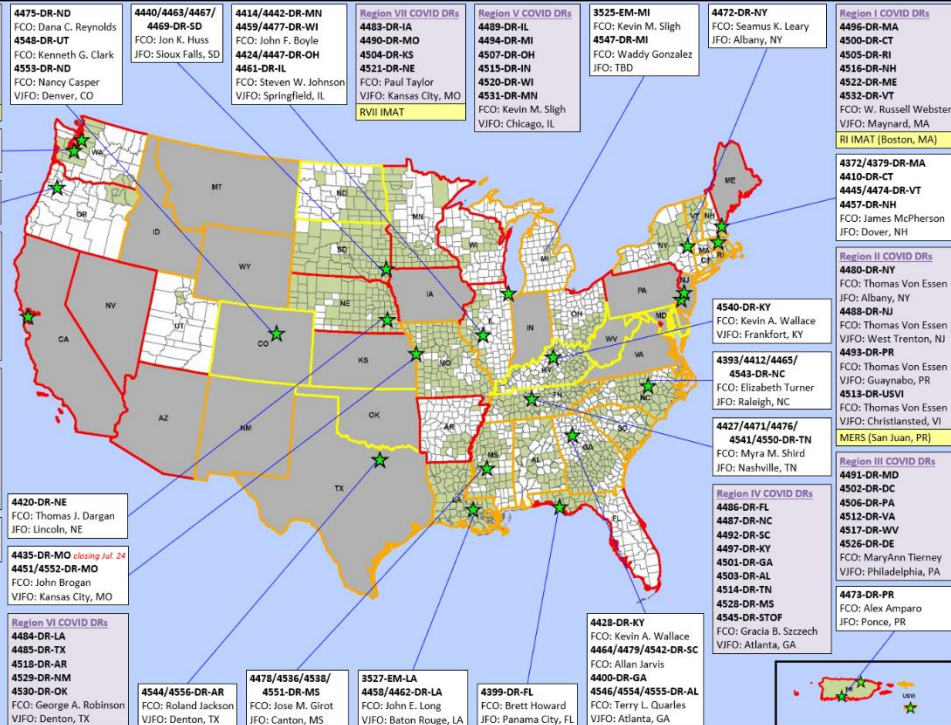 4475-DR-ND
FCO: Dana C. Reynolds
4548-DR-UT
FCO: Kenneth G. Clark
4553-DR-ND
FCO: Nancy Casper
VJFO: Denver, CO
4440/4463/4467/
4469-DR-SD
FCO: Jon K. Huss
JFO: Sioux Falls, SD
4414/4442-DR-MN
4459/4477-DR-WI
FCO: John F. Boyle
4424/4447-DR-OH
4461-DR-IL
FCO: Steven W. Johnson
VJFO: Springfield, IL
Region VII COVID DRs
4483-DR-IA
4490-DR-MO
4504-DR-KS
4521-DR-NE
FCO: Paul Taylor
VJFO: Kansas City, MO
RVII IMAT
Region V COVID DRs
4489-DR-IL
4494-DR-MI
4507-DR-OH
4515-DR-IN
4520-DR-WI
4531-DR-MN
FCO: Kevin M. Sligh
VJFO: Chicago, IL
3525-EM-MI
FCO: Kevin M. Sligh
4547-DR-MI
FCO: Waddy Gonzalez
JFO: TBD
4472-DR-NY
FCO: Seamus K. Leary
JFO: Albany, NY
Region I COVID DRs
4496-DR-MA
4500-DR-CT
4505-DR-RI
4516-DR-NH
4522-DR-ME
4532-DR-VT
FCO: W. Russell Webster
VJFO: Maynard, MA
RI IMAT (Boston, MA)
4372/4379-DR-MA
4410-DR-CT
4445/4474-DR-VT
4457-DR-NH
FCO: James McPherson
JFO: Dover, NH
Region II COVID DRs
4480-DR-NY
FCO: Thomas Von Essen
JFO: Albany, NY
4488-DR-NJ
FCO: Thomas Von Essen
VJFO: West Trenton, NJ
4493-DR-PR
FCO: Thomas Von Essen
VJFO: Guaynabo, PR
4513-DR-USVI
FCO: Thomas Von Essen
VJFO: Christiansted, VI
MERS (San Juan, PR)
4540-DR-KY
FCO: Kevin A. Wallace
VJFO: Frankfort, KY
4393/4412/4465/
4543-DR-NC
FCO: Elizabeth Turner
JFO: Raleigh, NC
4427/4471/4476/
4541/4550-DR-TN
FCO: Myra M. Shird
JFO: Nashville, TN
Region IV COVID DRs
4486-DR-FL
4487-DR-NC
4492-DR-SC
4497-DR-KY
4501-DR-GA
4503-DR-AL
4514-DR-TN
4528-DR-MS
4545-DR-STOF
FCO: Gracia B. Szczech
VJFO: Atlanta, GA
Region III COVID DRs
4491-DR-MD
4502-DR-DC
4506-DR-PA
4512-DR-VA
4517-DR-WV
4526-DR-DE
FCO: MaryAnn Tierney
VJFO: Philadelphia, PA
4473-DR-PR
FCO: Alex Amparo
JFO: Ponce, PR
WA
OR
CA
NV
ID
MT
WY
UT
AZ
CO
NM
ND
SD
NE
KS
OK
TX
MN
IA
MO
AR
LA
WI
IL
MI
IN
OH
KY
TN
MS
AL
GA
FL
SC
NC
VA
WV
MD
PA
NJ
NY
CT
RI
MA
VT
NH
ME
4420-DR-NE
FCO: Thomas J. Dargan
JFO: Lincoln, NE
4435-DR-MO closing Jul. 24
4451/4552-DR-MO
FCO: John Brogan
VJFO: Kansas City, MO
Region VI COVID DRs
4484-DR-LA
4485-DR-TX
4518-DR-AR
4529-DR-NM
4530-DR-OK
FCO: George A. Robinson
VJFO: Denton, TX
4544/4556-DR-AR
FCO: Roland Jackson
VJFO: Denton, TX
4478/4536/4538/
4551-DR-MS
FCO: Jose M. Girot
JFO: Canton, MS
3527-EM-LA
4458/4462-DR-LA
FCO: John E. Long
VJFO: Baton Rouge, LA
4399-DR-FL
FCO: Brett Howard
JFO: Panama City, FL
4428-DR-KY
FCO: Kevin A. Wallace
4464/4479/4542-DR-SC
FCO: Allan Jarvis
4400-DR-GA
4546/4554/4555-DR-AL
FCO: Terry L. Quarles
VJFO: Atlanta, GA
PR
USVI